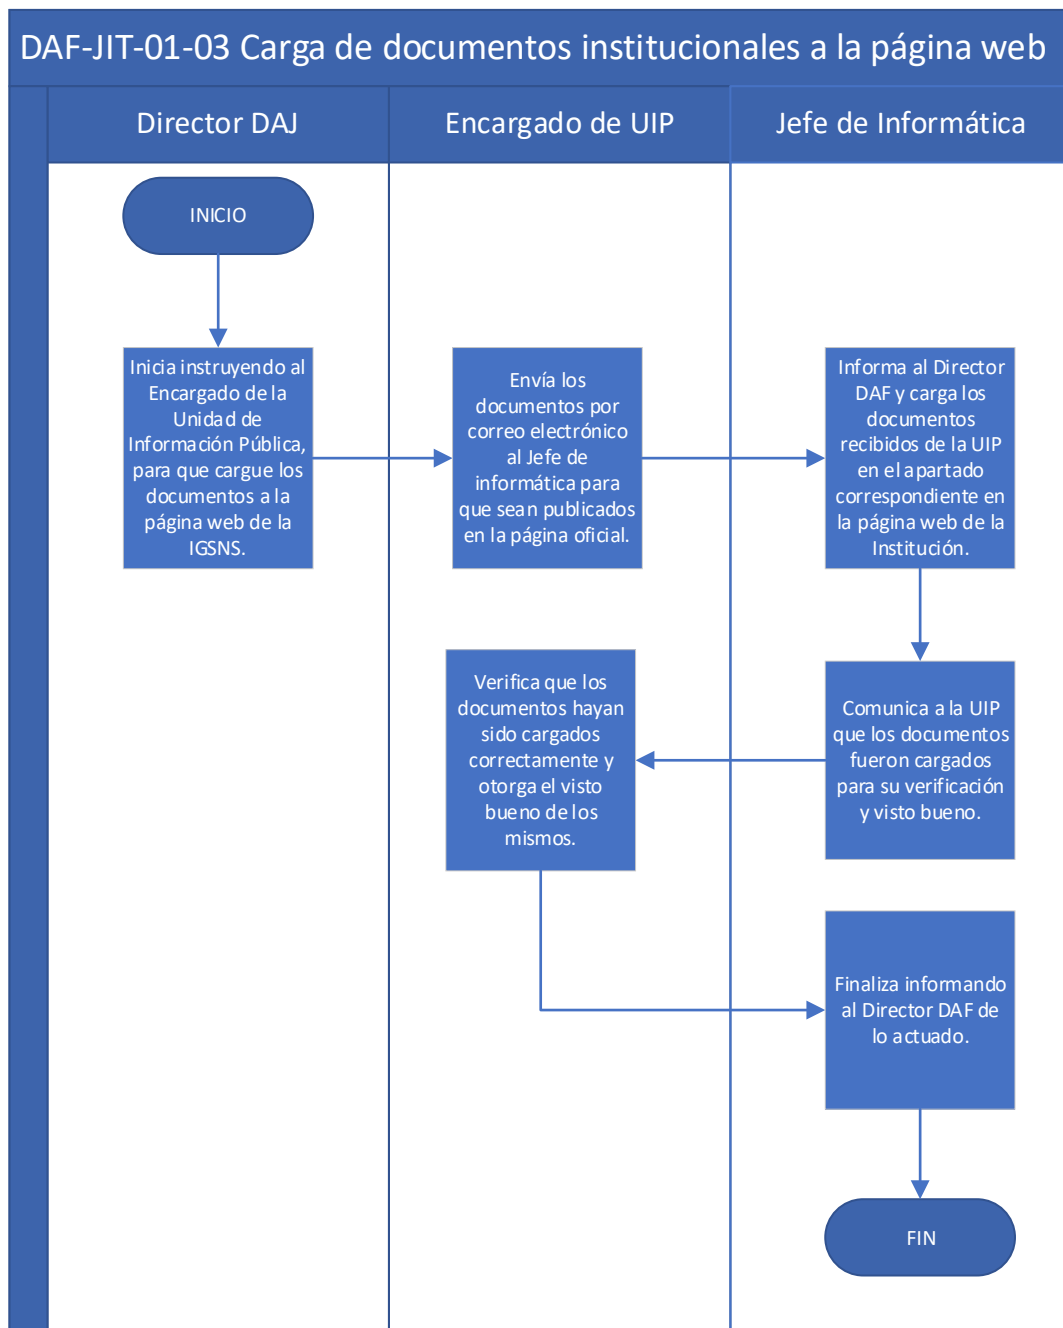 DAF-JIT-01-03 Carga de documentos institucionales a la página web
Director DAJ
Encargado de UIP
Jefe de Informática
INICIO
Inicia instruyendo al
Encargado de la
Unidad de
Información Pública,
para que cargue los
documentos a la
página web de la
IGSNS.
Envía los
documentos por
correo electrónico
al Jefe de
informática para
que sean publicados
en la página oficial.
Informa al Director
DAF y carga los
documentos
recibidos de la UIP
en el apartado
correspondiente en
la página web de la
Institución.
Comunica a la UIP
que los documentos
fueron cargados
para su verificación
y visto bueno.
Verifica que los
documentos hayan
sido cargados
correctamente y
otorga el visto
bueno de los
mismos.
Finaliza informando
al Director DAF de
lo actuado.
FIN